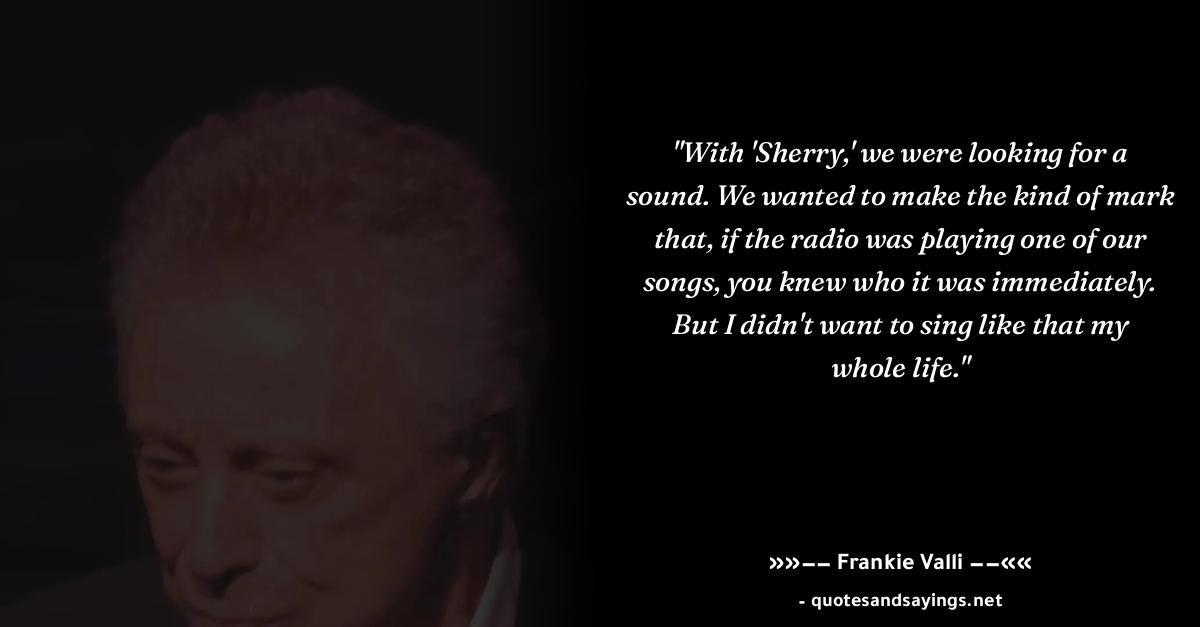 "With 'Sherry,' we were looking for a
sound. We wanted to make the kind of mark
that, if the radio was playing one of our
songs, you knew who it was immediately.
But I didn't want to sing like that my
whole life."
»»–– Frankie Valli ––««
- quotesandsayings.net